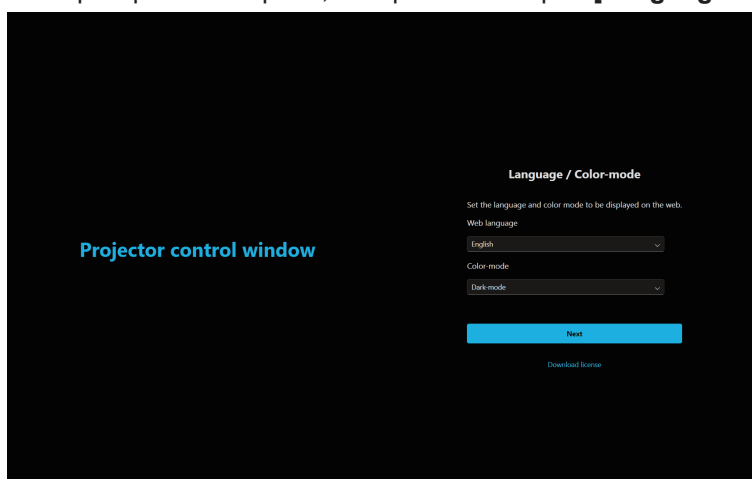 Language / Color-mode
Set the language and color mode to be displayed on the web.
Web language
Projector control window
English
Color-mode
Dark-mode
Next
Download license